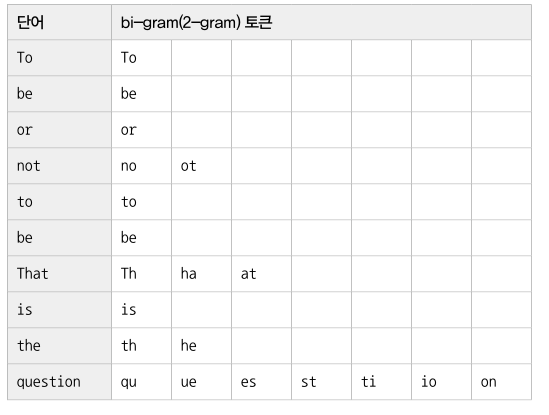 단어 bi-gram(2-gram) 토큰
To To
be be
or or
not no ot
to to
be be
That Th ha at
is is
the th he
question qu ue es st ti io on